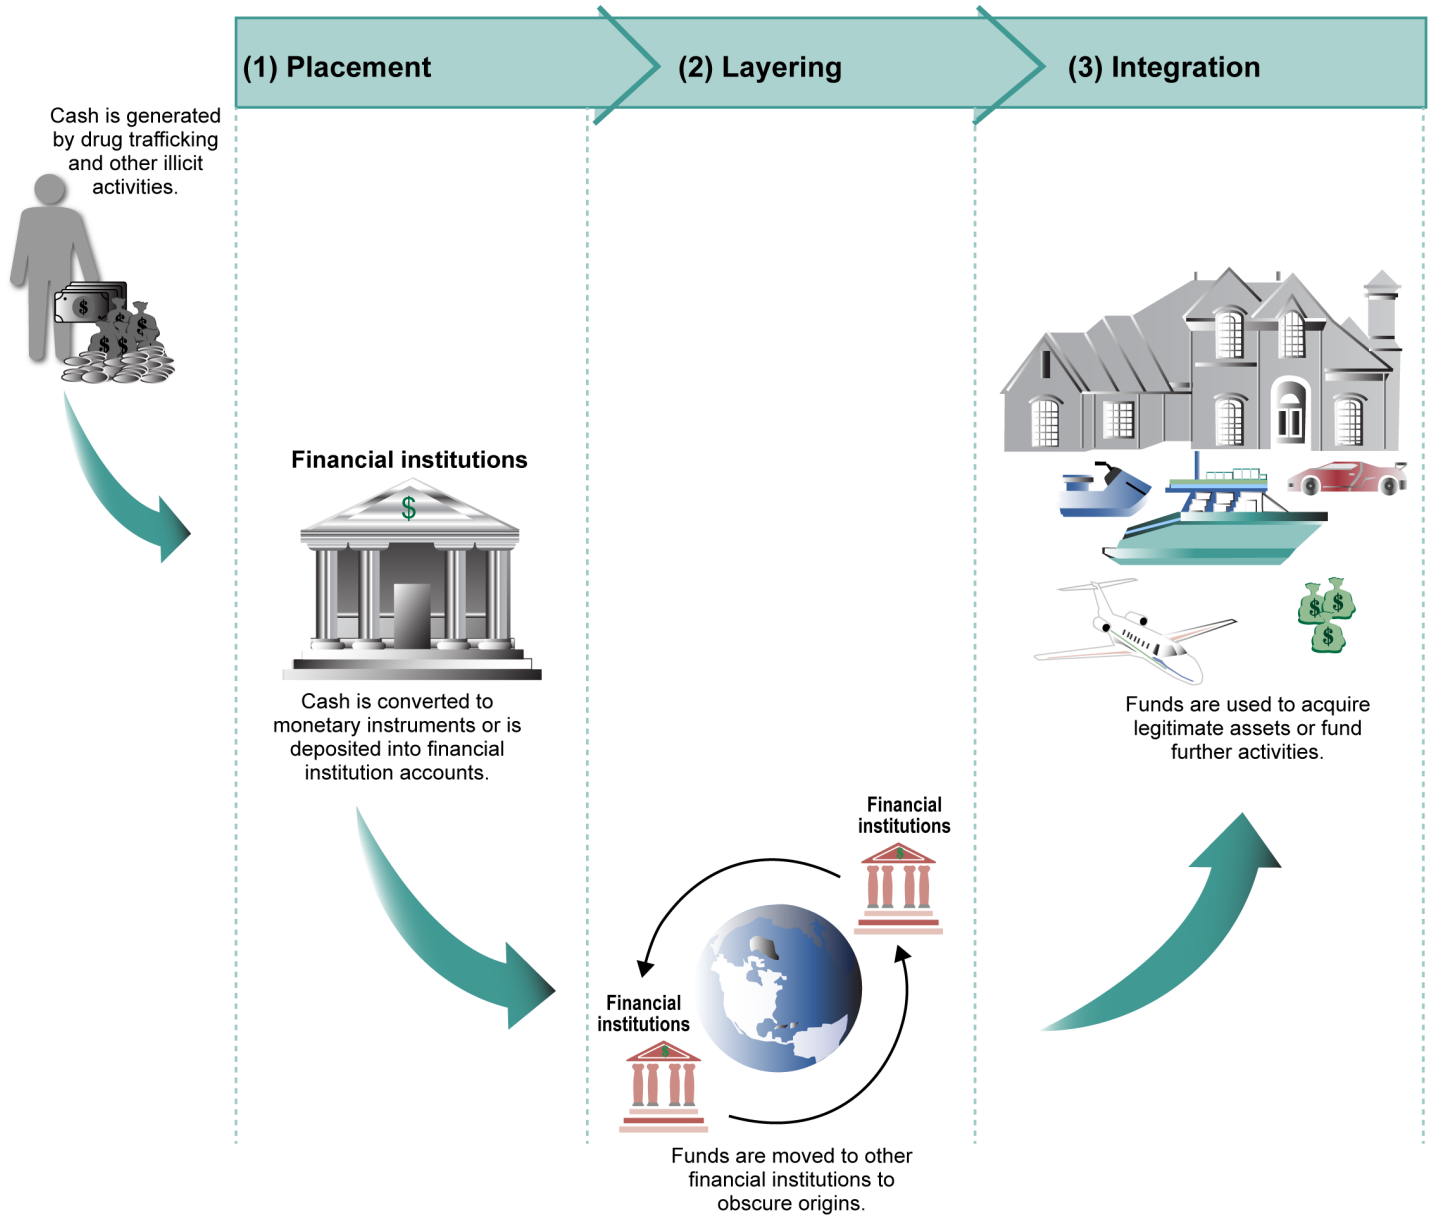 (1) Placement
(2) Layering
(3) Integration
Cash is generated
by drug trafficking
and other illicit
activities.
$
$
$
$
$
Financial institutions
$
Cash is converted to
monetary instruments or is
deposited into financial
institution accounts.
Financial
institutions
$
Financial
institutions
$
Funds are moved to other
financial institutions to
obscure origins.
$
$
$
Funds are used to acquire
legitimate assets or fund
further activities.